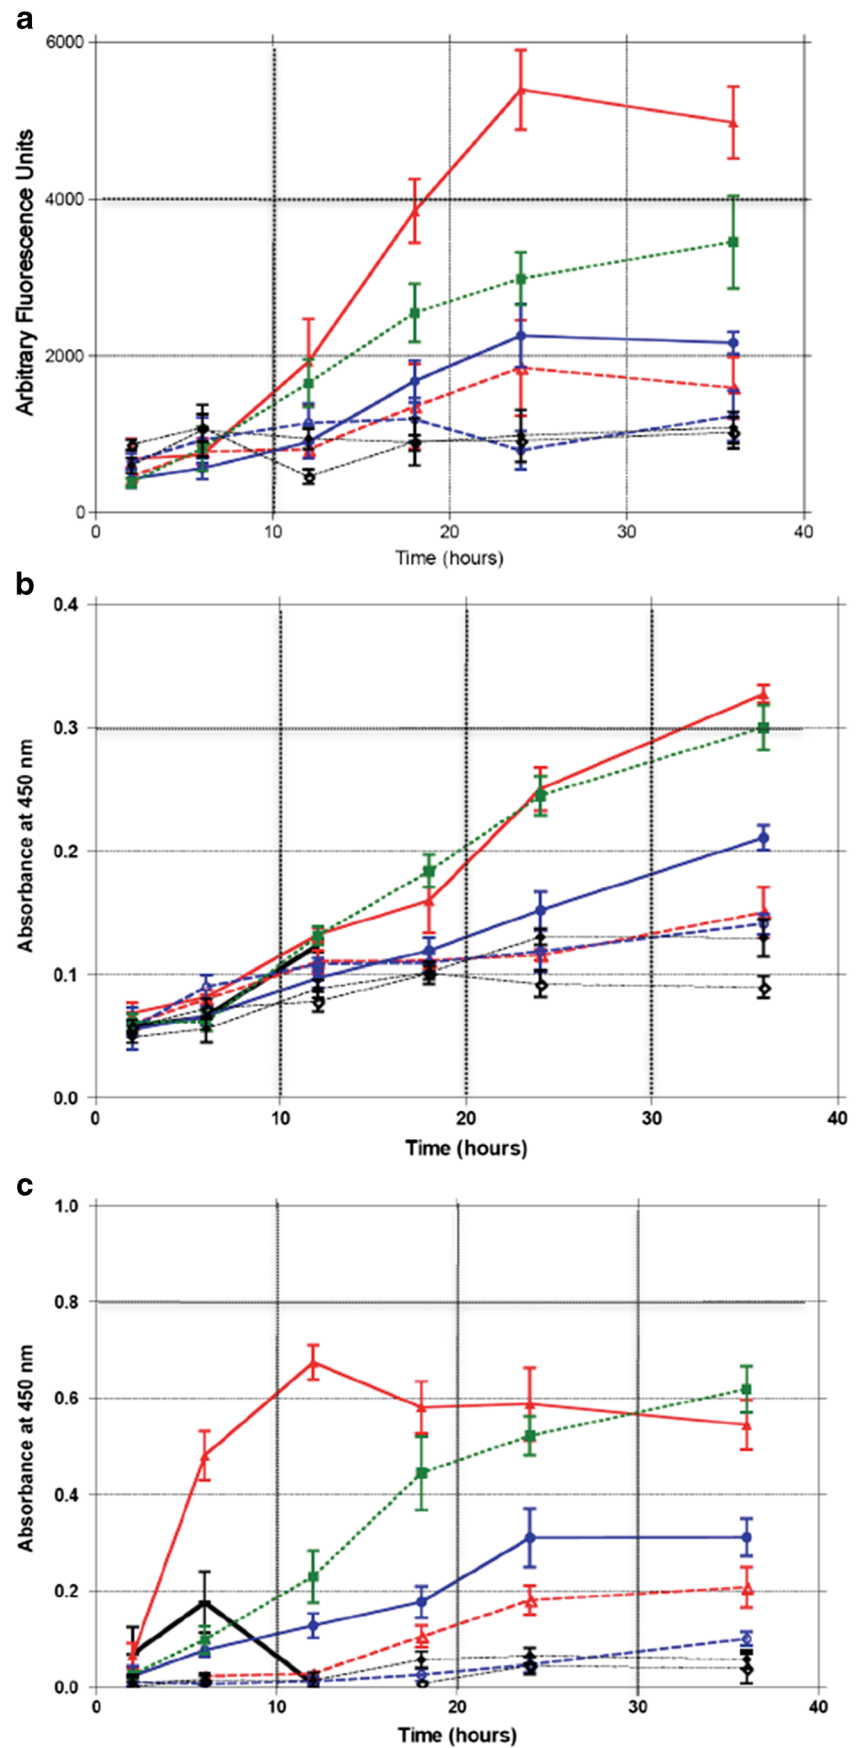 a
6000
4000
2000
0
Arbitrary Fluorescence Units
0 10 20 30 40
Time (hours)
b
0.4
0.3
0.2
0.1
0.0
Absorbance at 450 nm
0 10 20 30 40
Time (hours)
c
1.0
0.8
0.6
0.4
0.2
0.0
Absorbance at 450 nm
0 10 20 30 40
Time (hours)